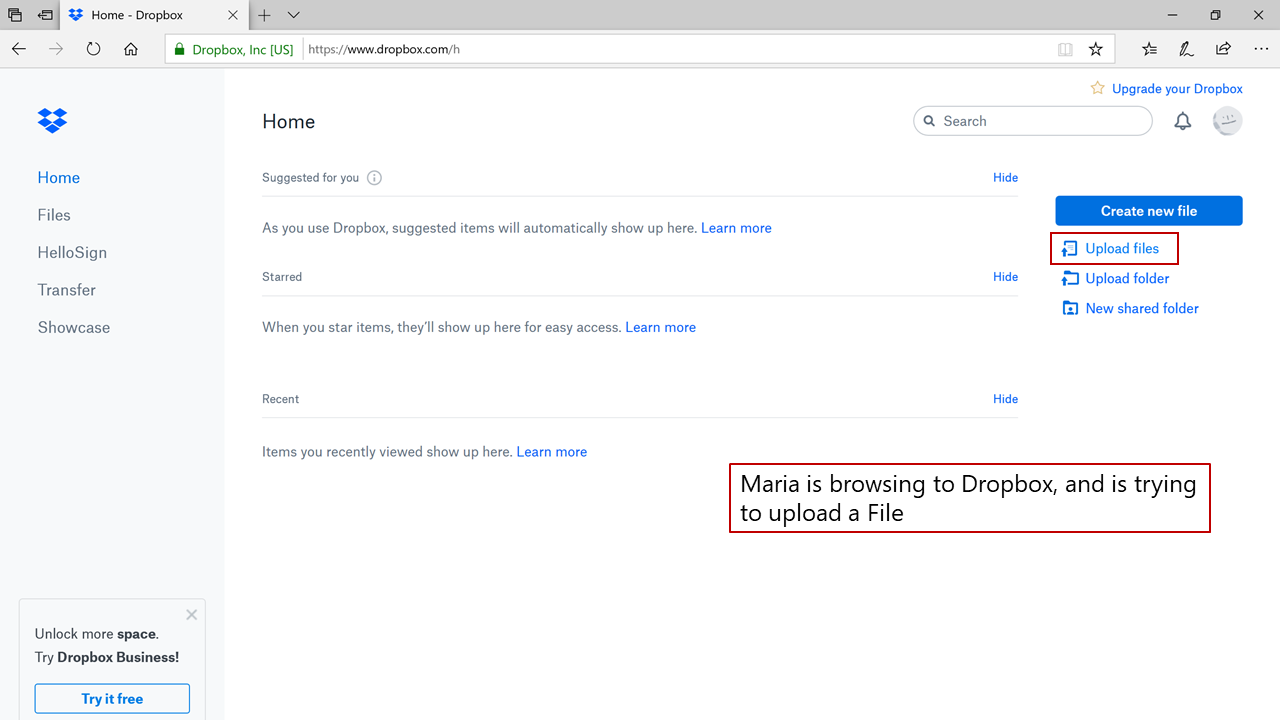 Home - Dropbox
Dropbox, Inc [US] https://www.dropbox.com/h
Upgrade your Dropbox
Home
Search
Home
Files
HelloSign
Transfer
Showcase
Suggested for you
Hide
As you use Dropbox, suggested items will automatically show up here. Learn more
Starred
Hide
When you star items, they’ll show up here for easy access. Learn more
Recent
Hide
Items you recently viewed show up here. Learn more
Create new file
Upload files
Upload folder
New shared folder
Maria is browsing to Dropbox, and is trying
to upload a File
Unlock more space.
Try Dropbox Business!
Try it free